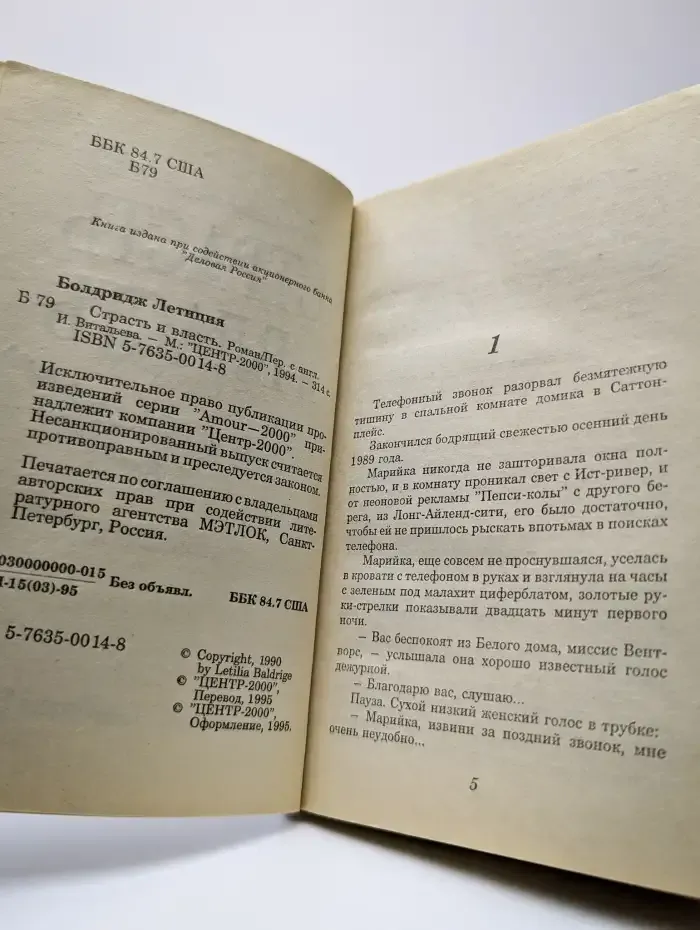 ББК 84.7 США
Б79
Книга издана при содействии акционерного банка
"Деловая Россия"
Болдридж Летиция
Б 79 Страсть и власть. Роман/Пер. с англ.
И. Витальева. – М.: "ЦЕНТР-2000", 1994. – 314 с.
ISBN 5-7635-0014-8
Исключительное право публикации про-
изведений серии "Amour—2000" при-
надлежит компании "Центр-2000".
Несанкционированный выпуск считается
противоправным и преследуется законом.
Печатается по соглашению с владельцами
авторских прав при содействии лите-
ратурного агентства МЭТЛОК, Санкт-
Петербург, Россия.
030000000-015
-15(03)-95 Без объявл.
ББК 84.7 США
5-7635-0014-8
© Copyright, 1990
by Letilia Baldrige
© "ЦЕНТР-2000",
Перевод, 1995
© "ЦЕНТР-2000",
Оформление, 1995.
1
Телефонный звонок разорвал безмятежную
тишину в спальной комнате домика в Саттон-
плейс.
Закончился бодрящий свежестью осенний день
1989 года.
Марийка никогда не зашторивала окна пол-
ностью, и в комнату проникал свет с Ист-ривер, и
от неоновой рекламы "Пепси-колы" с другого бе-
рега, из Лонг-Айленд-сити, его было достаточно,
чтобы ей не пришлось рыскать впотьмах в поисках
телефона.
Марийка, еще совсем не проснувшаяся, уселась
в кровати с телефоном в руках и взглянула на часы
с зеленым под малахит циферблатом, золотые ру-
ки-стрелки показывали двадцать минут первого
ночи.
– Вас беспокоят из Белого дома, миссис Вент-
ворс, – услышала она хорошо известный голос
дежурной.
– Благодарю вас, слушаю...
Пауза. Сухой низкий женский голос в трубке:
– Марийка, извини за поздний звонок, мне
очень неудобно...
5